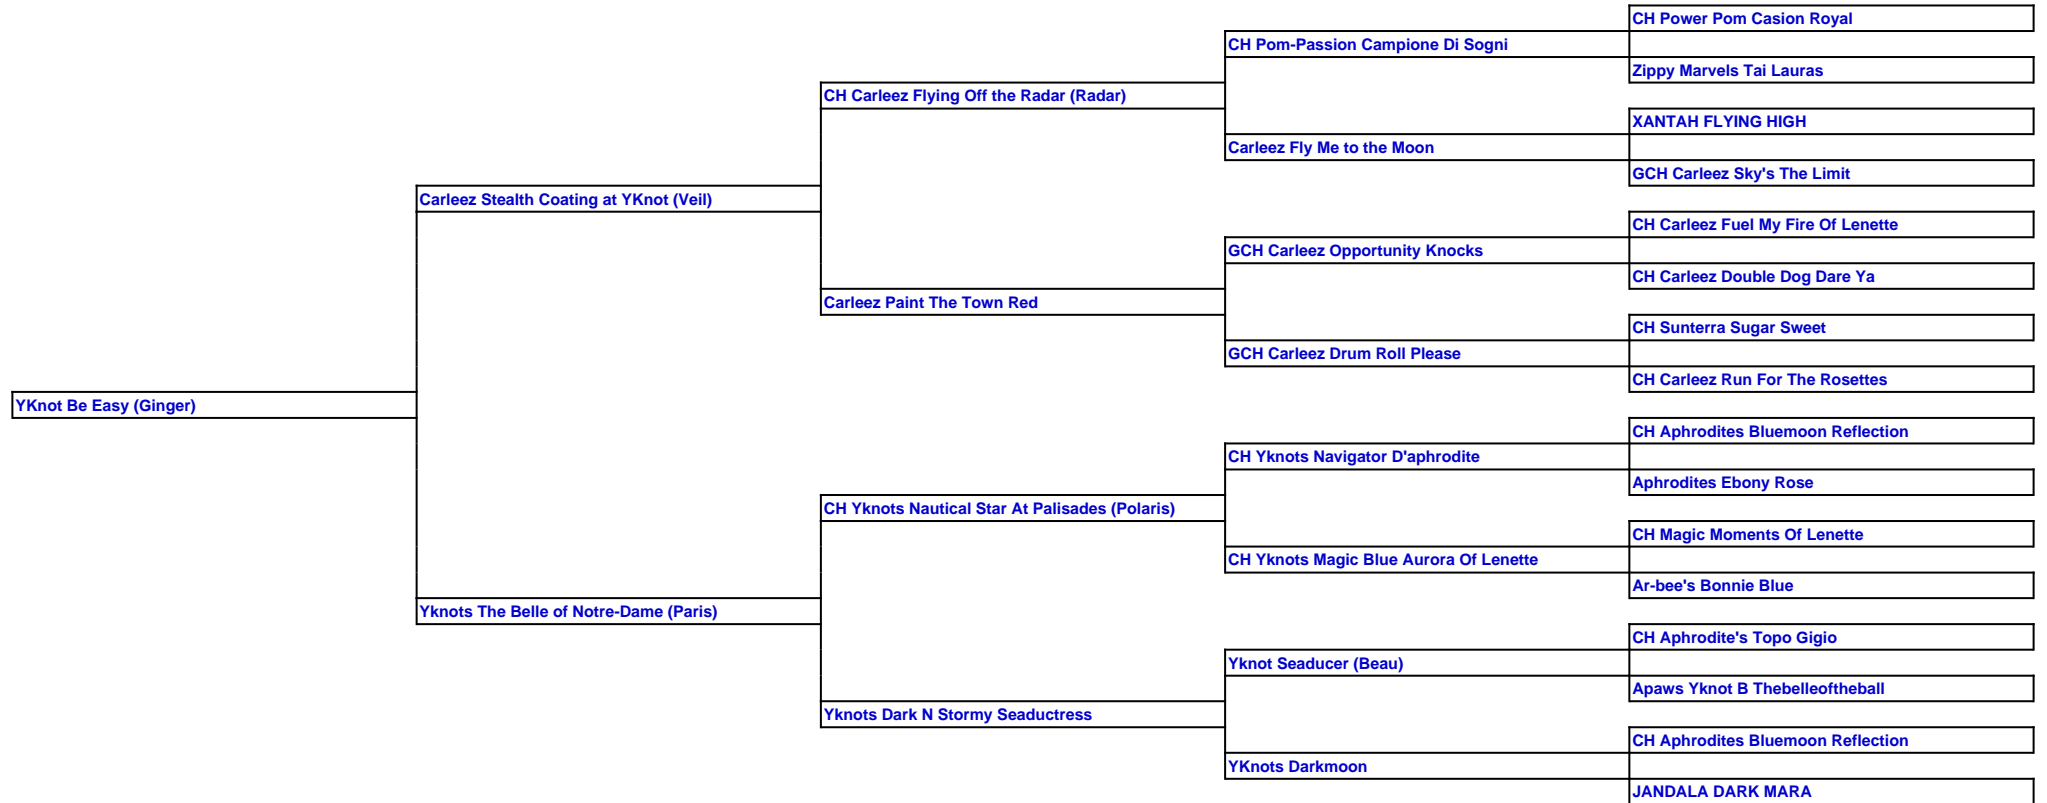 CH Power Pom Casion Royal
CH Pom-Passion Campione Di Sogni
Zippy Marvels Tai Lauras
CH Carleez Flying Off the Radar (Radar)
XANTAH FLYING HIGH
Carleez Fly Me to the Moon
GCH Carleez Sky's The Limit
Carleez Stealth Coating at YKnot (Veil)
CH Carleez Fuel My Fire Of Lenette
GCH Carleez Opportunity Knocks
CH Carleez Double Dog Dare Ya
Carleez Paint The Town Red
CH Sunterra Sugar Sweet
GCH Carleez Drum Roll Please
CH Carleez Run For The Rosettes
YKnot Be Easy (Ginger)
CH Aphrodites Bluemoon Reflection
CH Yknots Navigator D'aphrodite
Aphrodites Ebony Rose
CH Yknots Nautical Star At Palisades (Polaris)
CH Magic Moments Of Lenette
CH Yknots Magic Blue Aurora Of Lenette
Ar-bee's Bonnie Blue
Yknots The Belle of Notre-Dame (Paris)
CH Aphrodite's Topo Gigio
Yknot Seaducer (Beau)
Apaws Yknot B Thebelleoftheball
Yknots Dark N Stormy Seaductress
CH Aphrodites Bluemoon Reflection
YKnots Darkmoon
JANDALA DARK MARA